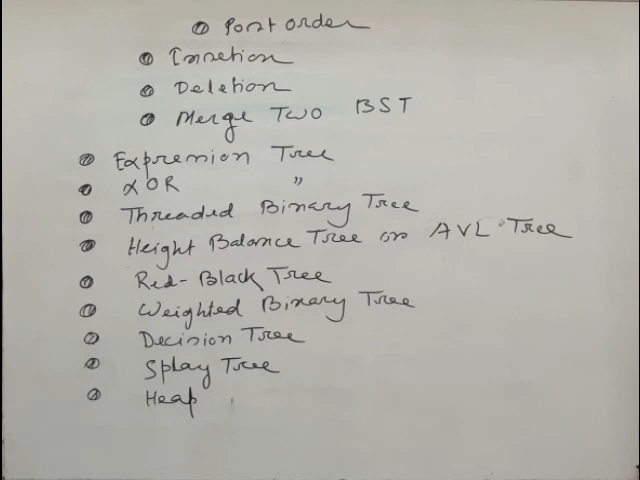 Post order
Insetion
Deletion
Merge Two BST
Expression Tree
XOR "
Threaded Binary Tree
Height Balance Tree or AVL Tree
Red-Black Tree
Weighted Binary Tree
Decision Tree
Splay Tree
Heap